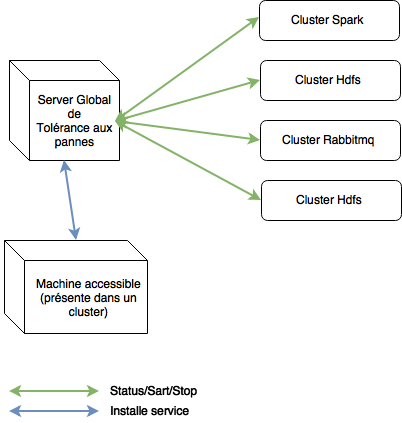 Cluster Spark
Server Global
de
Tolérance aux
pannes
Cluster Hdfs
Cluster Rabbitmq
Cluster Hdfs
Machine accessible
(présente dans un
cluster)
Status/Sart/Stop
Installe service